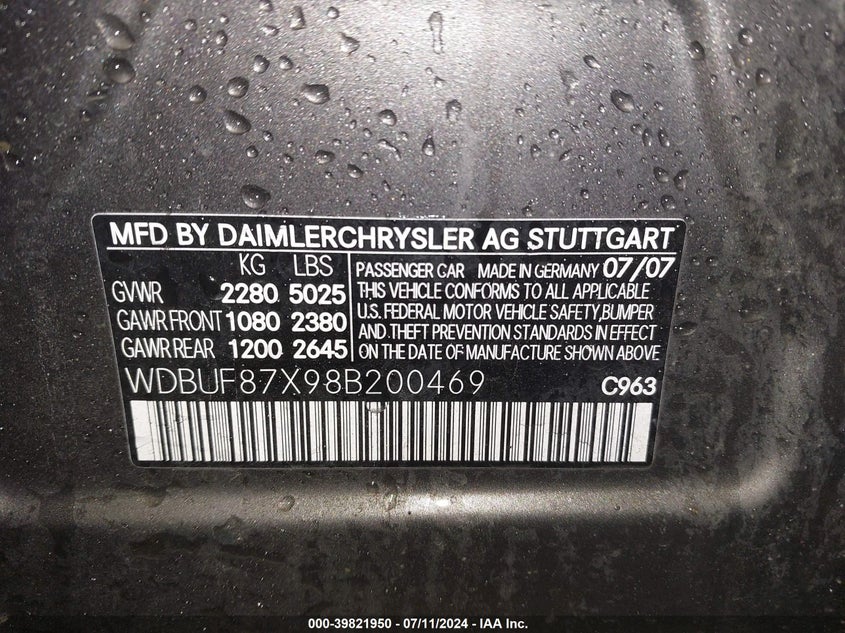 MFD BY DAIMLERCHRYSLER AG STUTTGART
KG LBS
GVWR 2280 5025
GAWR FRONT 1080 2380
GAWR REAR 1200 2645
PASSENGER CAR MADE IN GERMANY 07/07
THIS VEHICLE CONFORMS TO ALL APPLICABLE
U.S. FEDERAL MOTOR VEHICLE SAFETY,BUMPER
AND THEFT PREVENTION STANDARDS IN EFFECT
ON THE DATE OF MANUFACTURE SHOWN ABOVE
WDBUF87X98B200469 C963
000-39821950 - 07/11/2024 - IAA Inc.